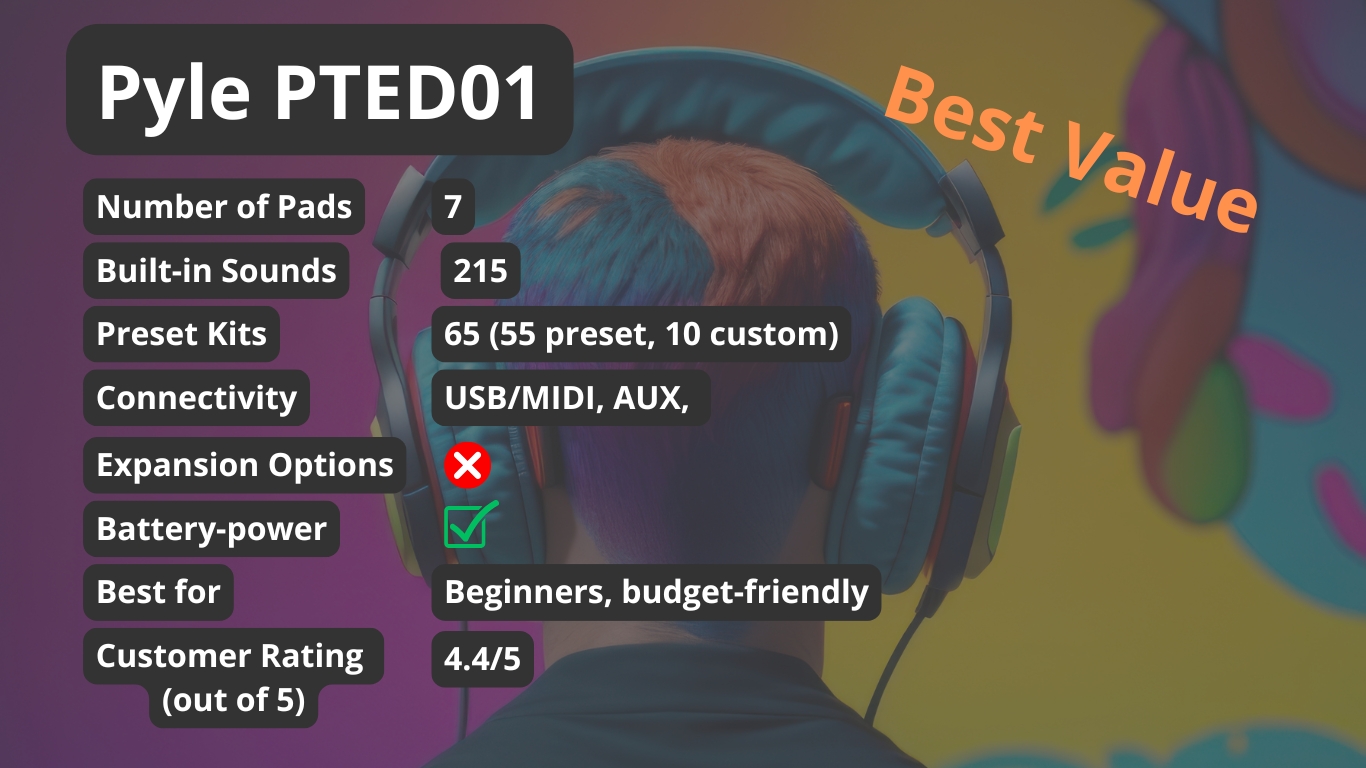 Pyle PTED01
Best Value
Number of Pads 7
Built-in Sounds 215
Preset Kits 65 (55 preset, 10 custom)
Connectivity USB/MIDI, AUX,
Expansion Options
Battery-power
Best for Beginners, budget-friendly
Customer Rating 4.4/5
(out of 5)